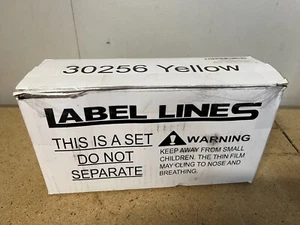 30256 Yellow
LABEL LINES
THIS IS A SET
DO NOT
SEPARATE
WARNING
KEEP AWAY FROM SMALL
CHILDREN. THE THIN FILM
MAY CLING TO NOSE AND
BREATHING.